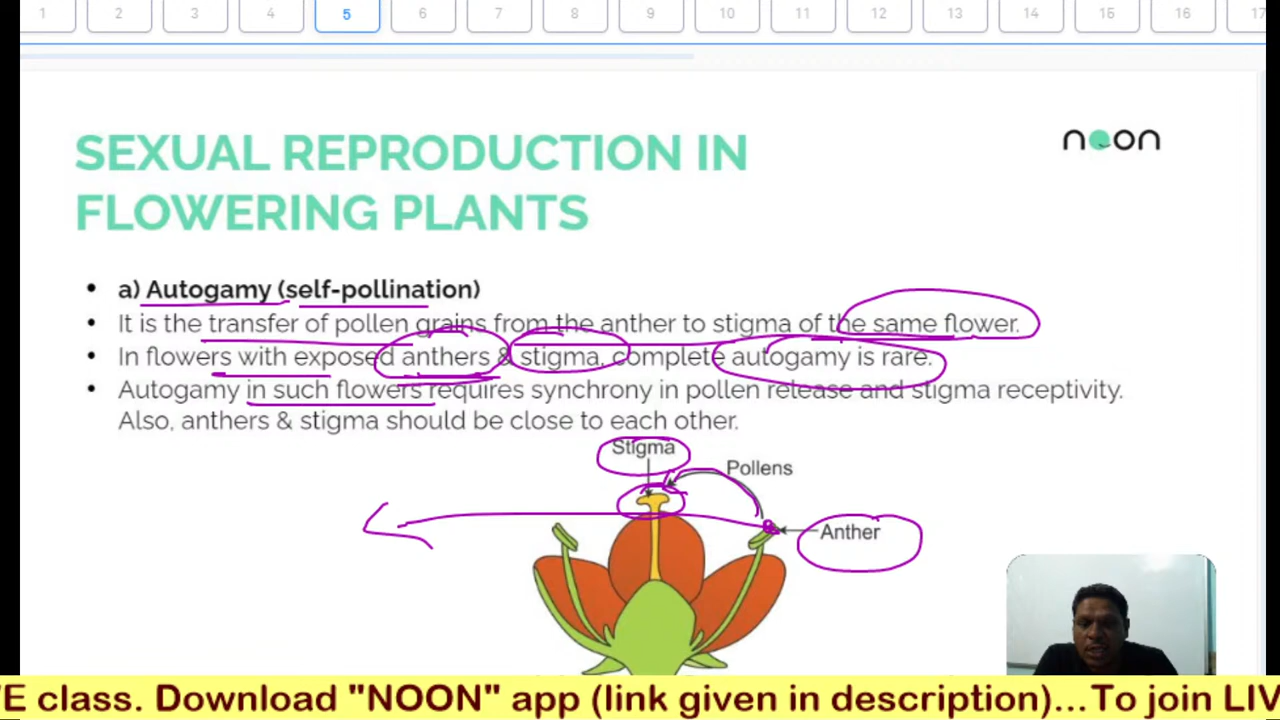 1 2 3 4 5 6 7 8 9 10 11 12 13 14 15 16 17
SEXUAL REPRODUCTION IN
noon
FLOWERING PLANTS
• a) Autogamy (self-pollination)
• It is the transfer of pollen grains from the anther to stigma of the same flower.
• In flowers with exposed anthers & stigma, complete autogamy is rare.
• Autogamy in such flowers requires synchrony in pollen release and stigma receptivity.
Also, anthers & stigma should be close to each other.
Stigma
Pollens
Anther
E class. Download "NOON" app (link given in description)...To join LIV